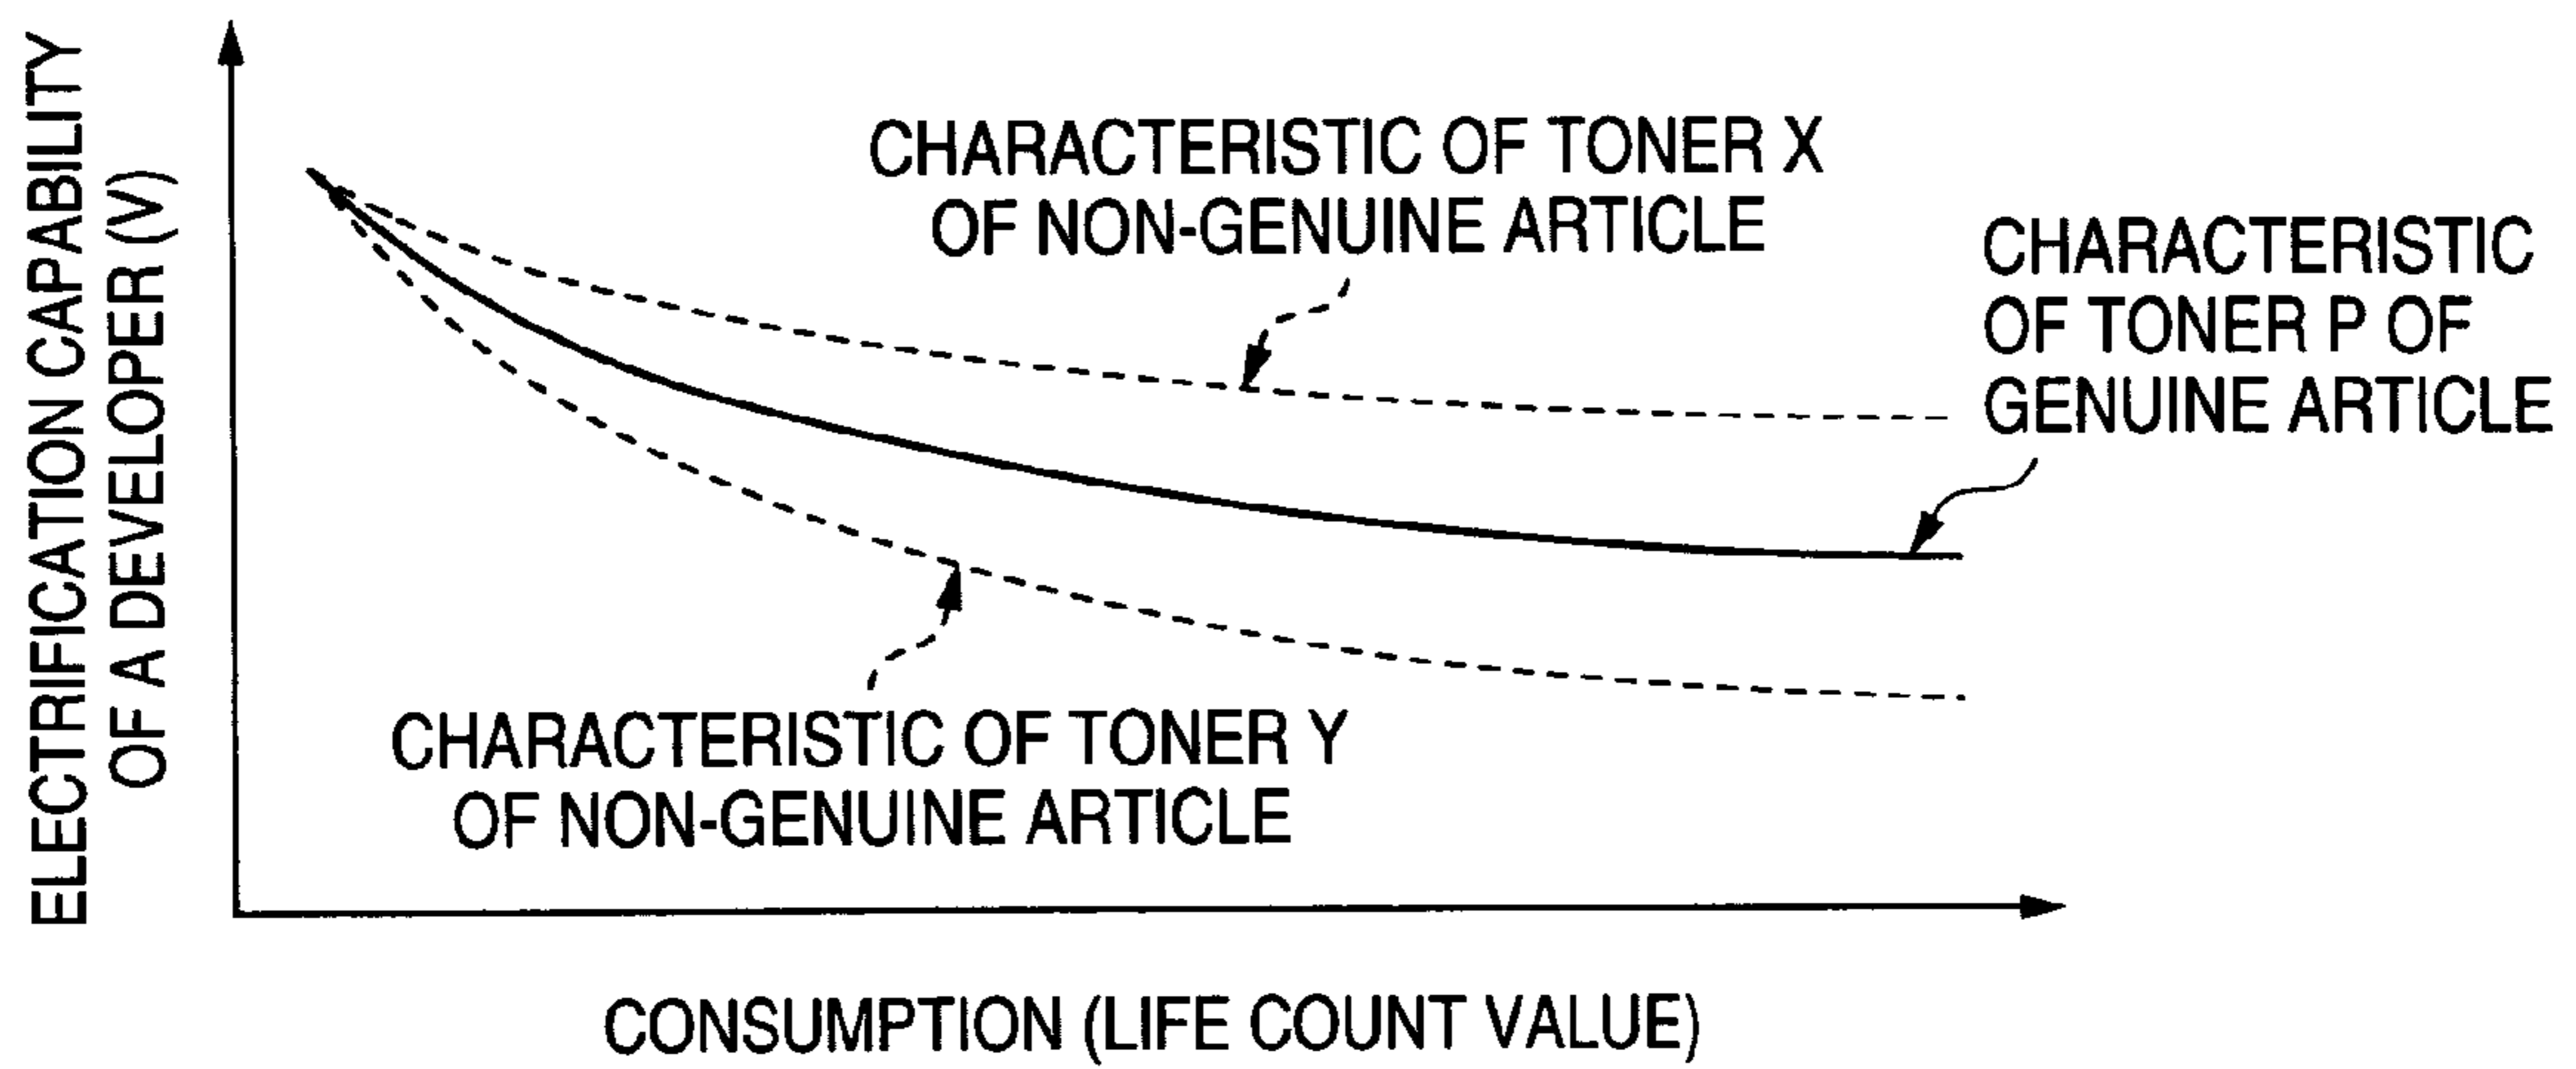 ELECTRIFICATION CAPABILITY
OF A DEVELOPER (V)
CHARACTERISTIC OF TONER X
OF NON-GENUINE ARTICLE
CHARACTERISTIC
OF TONER P OF
GENUINE ARTICLE
CHARACTERISTIC OF TONER Y
OF NON-GENUINE ARTICLE
CONSUMPTION (LIFE COUNT VALUE)